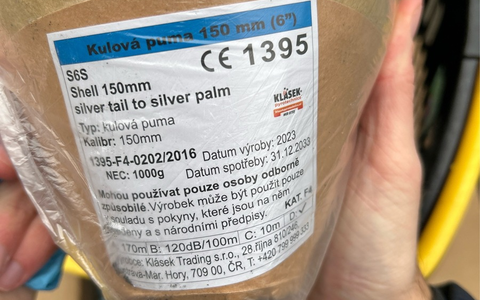 Kulová puma 150 mm (6")
S6S
Shell 150mm
silver tail to silver palm
CE 1395
KLÁSEK
Typ: kulová puma
Kalibr: 150mm
1395-F4-0202/2016 Datum výroby: 2023
NEC: 1000g Datum spotřeby: 31.12.2033
Mohou používat pouze osoby odborně
způsobilé. Výrobek může být použit pouze
souladu s pokyny, které jsou na něm
uvedeny a s národními předpisy. KAT. F4
170m B: 120dB/100m C: 10m D:
Klásek Trading s.r.o., 28.října 810/246
Mar. Hory, 709 00, ČR, T: +420